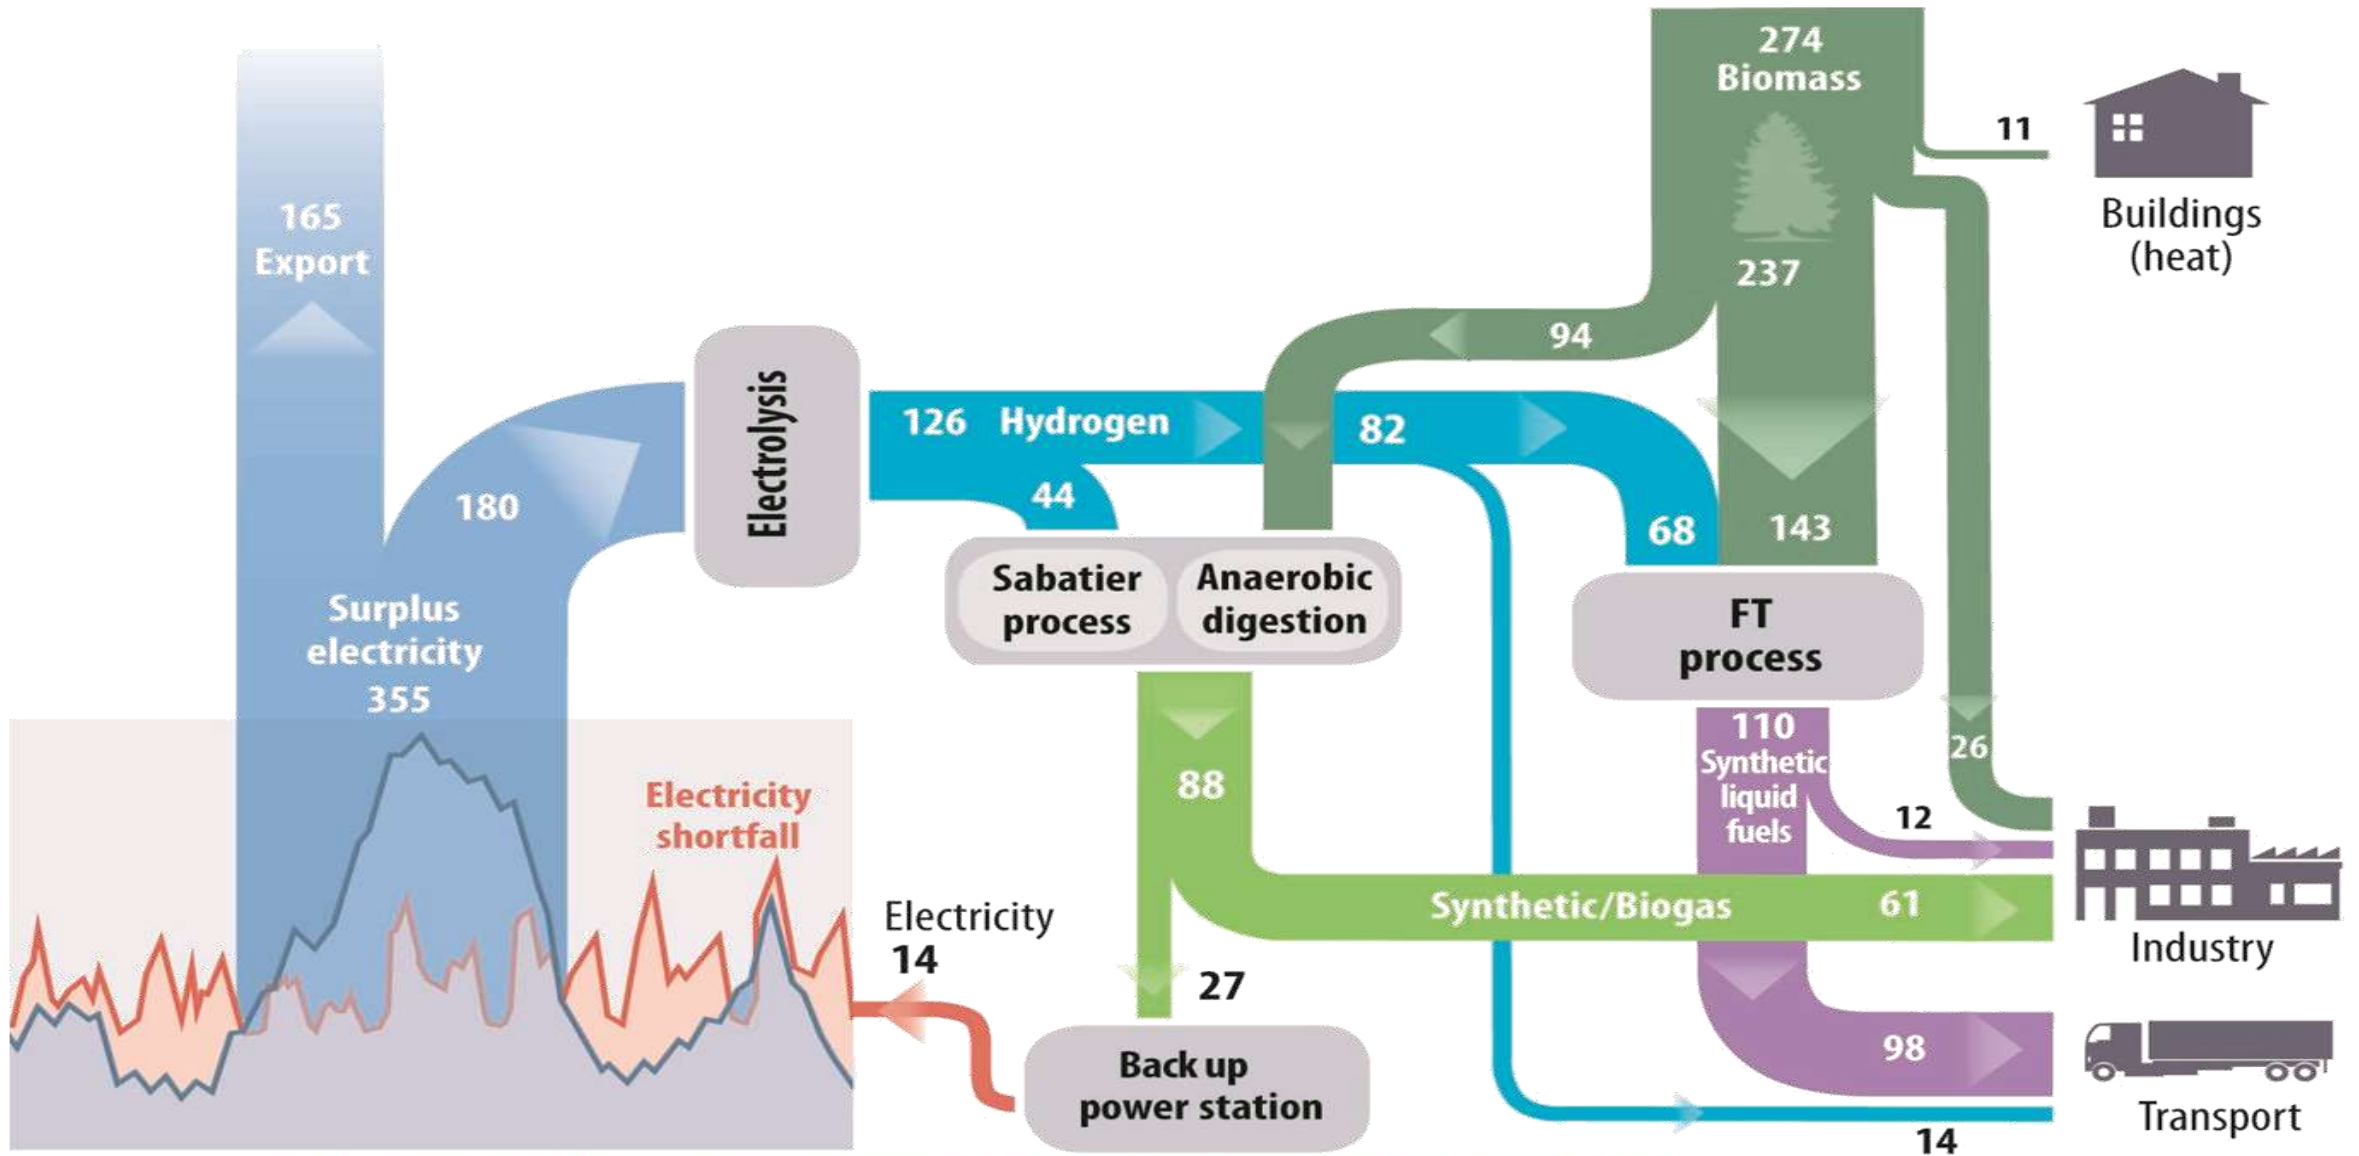 274
Biomass
11
Buildings
(heat)
165
Export
237
94
Electrolysis
126 Hydrogen
82
180
44
68
143
Sabatier
process
Anaerobic
digestion
FT
process
Surplus
electricity
355
110
Synthetic
liquid
fuels
26
Electricity
shortfall
88
12
Electricity
14
Synthetic/Biogas
61
Industry
27
Back up
power station
98
Transport
14